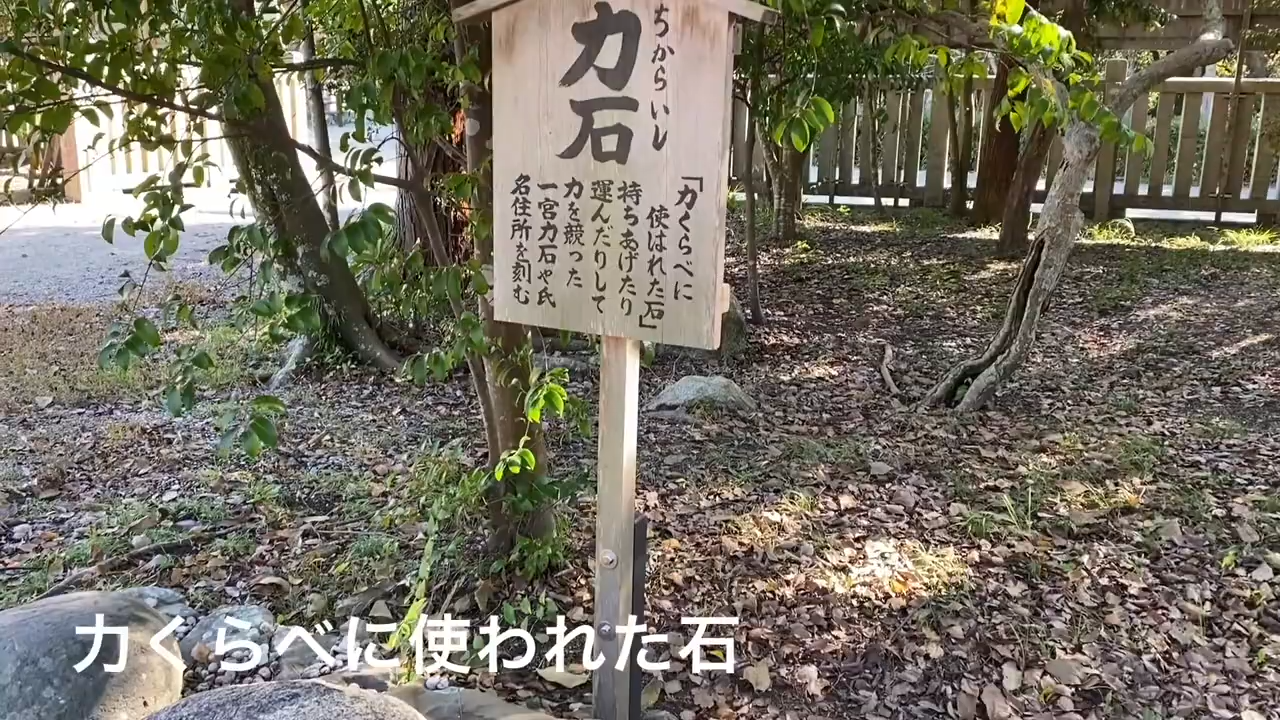 ちからいし
力石
「力くらべに
使はれた石」
持ちあげたり
運んだりして
力を競った
一宮力石や氏
名住所を刻む
力くらべに使われた石